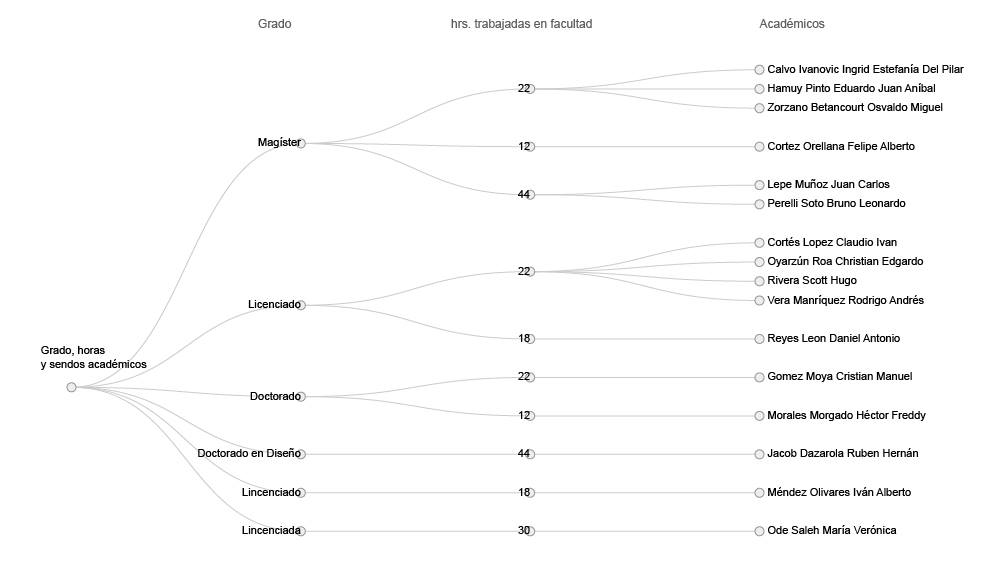 Grado
hrs. trabajadas en facultad
Académicos
Calvo Ivanovic Ingrid Estefanía Del Pilar
22
Hamuy Pinto Eduardo Juan Aníbal
Zorzano Betancourt Osvaldo Miguel
Magíster
12
Cortez Orellana Felipe Alberto
Lepe Muñoz Juan Carlos
44
Perelli Soto Bruno Leonardo
Cortés Lopez Claudio Ivan
Oyarzún Roa Christian Edgardo
22
Rivera Scott Hugo
Vera Manríquez Rodrigo Andrés
Licenciado
18
Reyes Leon Daniel Antonio
Grado, horas
y sendos académicos
22
Gomez Moya Cristian Manuel
Doctorado
12
Morales Morgado Héctor Freddy
Doctorado en Diseño
44
Jacob Dazarola Ruben Hernán
Lincenciado
18
Méndez Olivares Iván Alberto
Lincenciada
30
Ode Saleh María Verónica